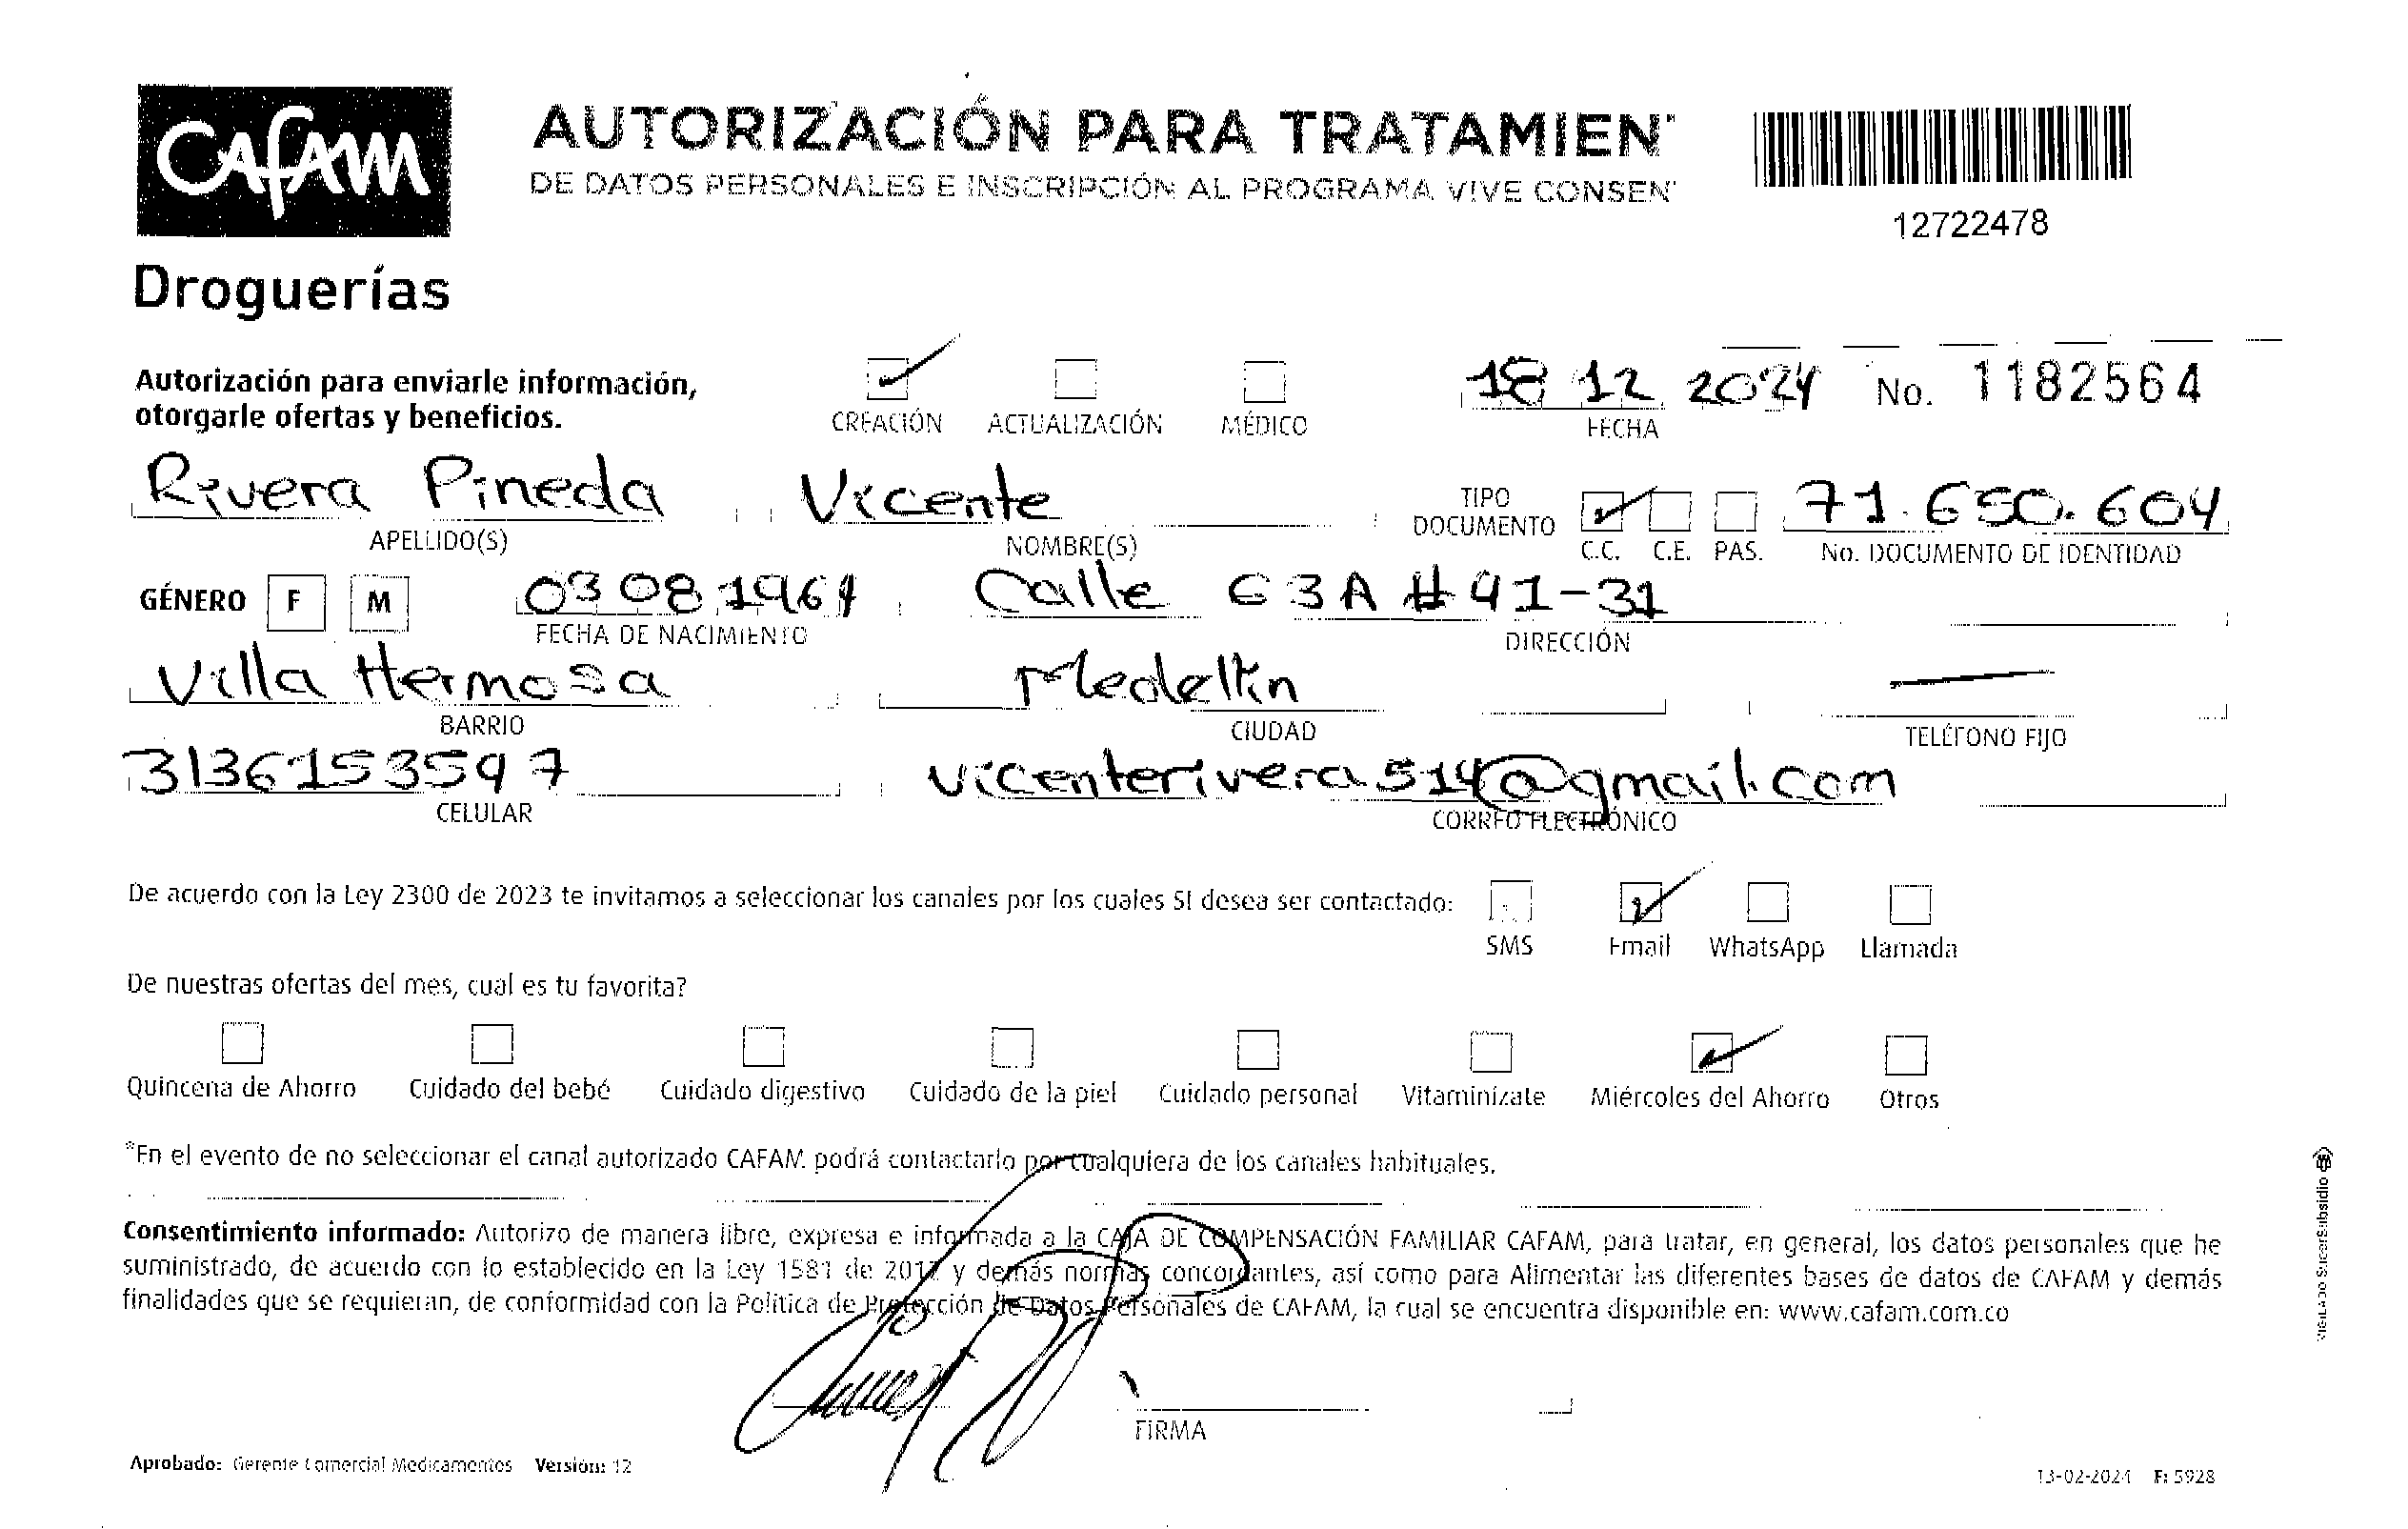 CAFAM
Droguerías
AUTORIZACIÓN PARA TRATAMIEN
DE DATOS PERSONALES E INSCRIPCIÓN AL PROGRAMA VIVE CONSEN
12722478
Autorización para enviarle información,
otorgarle ofertas y beneficios.
CREACIÓN ACTUALIZACIÓN MÉDICO
18 12 2024 No. 1182564
FECHA
Rivera Pineda Vicente TIPO DOCUMENTO 71.650.604
APELLIDO(S) NOMBRE(S) C.C. C.E. PAS. No. DOCUMENTO DE IDENTIDAD
GÉNERO F M 03 08 1964 Calle 63A # 41-31
FECHA DE NACIMIENTO DIRECCIÓN
Villa Hermosa Medellín —
BARRIO CIUDAD TELÉFONO FIJO
3136153597 vicenterivera514@gmail.com
CELULAR CORREO ELECTRÓNICO
De acuerdo con la Ley 2300 de 2023 te invitamos a seleccionar los canales por los cuales SI desea ser contactado:
SMS Email WhatsApp Llamada
De nuestras ofertas del mes, cual es tu favorita?
Quincena de Ahorro Cuidado del bebé Cuidado digestivo Cuidado de la piel Cuidado personal Vitaminízate Miércoles del Ahorro Otros
*En el evento de no seleccionar el canal autorizado CAFAM podrá contactarlo por cualquiera de los canales habituales.
Consentimiento informado: Autorizo de manera libre, expresa e informada a la CAJA DE COMPENSACIÓN FAMILIAR CAFAM, para tratar, en general, los datos personales que he
suministrado, de acuerdo con lo establecido en la Ley 1581 de 2012 y demás normas concordantes, así como para Alimentar las diferentes bases de datos de CAFAM y demás
finalidades que se requieran, de conformidad con la Política de Protección de Datos Personales de CAFAM, la cual se encuentra disponible en: www.cafam.com.co
FIRMA
Aprobado: Gerente Comercial Medicamentos Versión: 12
13-02-2024 F: 5928
VIGILADO SuperSubsidio